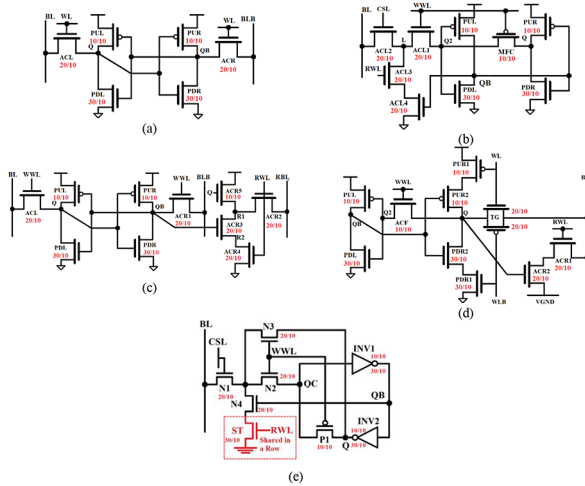 BL WL WL BLB
PUL PUR
10/10 10/10
Q QB
ACL ACR
20/10 20/10
PDL PDR
30/10 30/10
(a)
BL CSL WWL
PUL PUR
10/10 10/10
L Q2 Q
ACL2 ACL1 MFC
20/10 20/10 10/10
RWL ACL3
20/10
QB
ACL4
20/10
PDL PDR
30/10 30/10
(b)
BL WWL WWL BLB RWL RBL
PUL PUR ACR5
10/10 10/10 10/10
Q QB Q R1
ACL ACR1 ACR3 ACR2
20/10 20/10 20/10 20/10
R2
PDL PDR ACR4
30/10 30/10 20/10
(c)
PUR1
10/10
WL
PUL WWL PUR2
10/10 10/10
20/10
QB Q2 Q TG
ACF
10/10
20/10
RWL
PDL PDR2
30/10 30/10
ACR2 ACR1
20/10 20/10
PDR1
30/10
WLB VGND
(d)
BL N3
20/10
CSL WWL INV1
10/10
20/10 30/10
N1 N2 QC
20/10
N4 20/10 QB
ST RWL INV2
30/10 Shared in
a Row
P1 Q
10/10
10/10
30/10
(e)